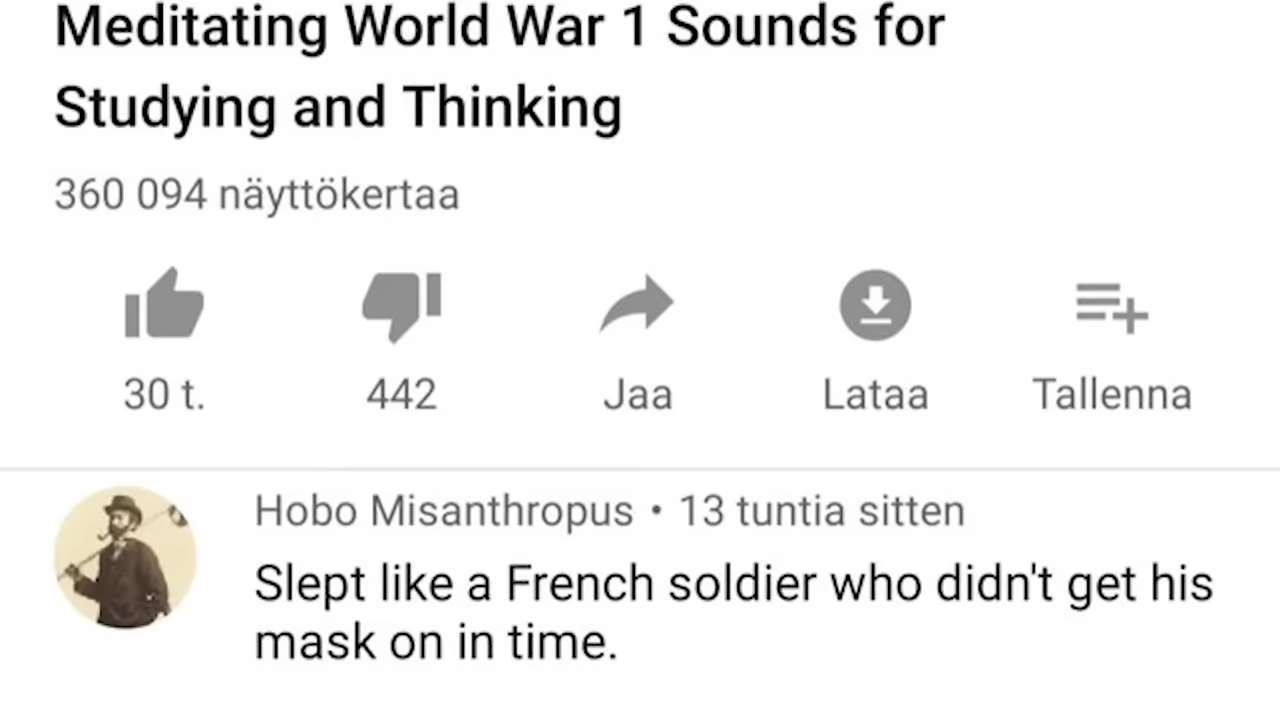 Meditating World War 1 Sounds for
Studying and Thinking
360 094 näyttökertaa
30 t.
442
Jaa
Lataa
Tallenna
Hobo Misanthropus • 13 tuntia sitten
Slept like a French soldier who didn't get his
mask on in time.